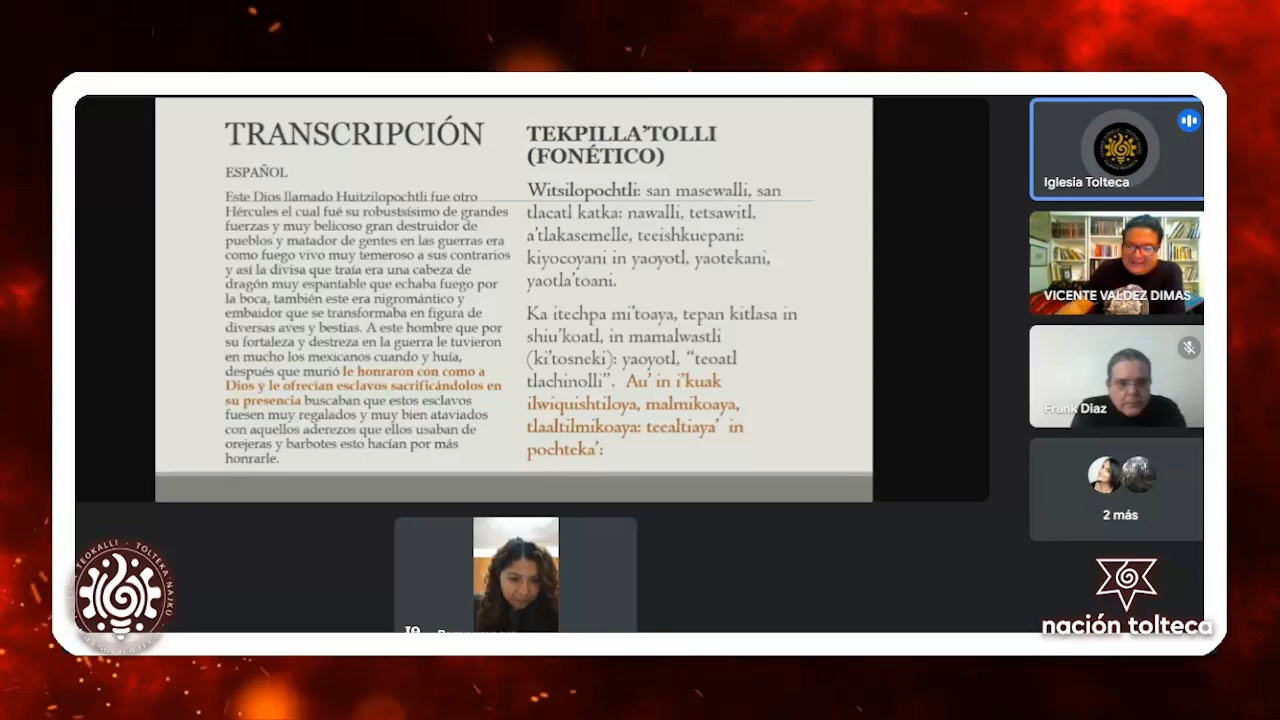 TRANSCRIPCIÓN
ESPAÑOL
Este Dios llamado Huitzilopochtli fue otro
Hércules el cual fué su robustsísimo de grandes
fuerzas y muy belicoso gran destruidor de
pueblos y matador de gentes en las guerras era
como fuego vivo muy temeroso a sus contrarios
y así la divisa que traía era una cabeza de
dragón muy espantable que echaba fuego por
la boca, también este era nigromántico y
embaidor que se transformaba en figura de
diversas aves y bestias. A este hombre que por
su fortaleza y destreza en la guerra le tuvieron
en mucho los mexicanos cuando y huía,
después que murió le honraron con como a
Dios y le ofrecían esclavos sacrificándolos en
su presencia buscaban que estos esclavos
fuesen muy regalados y muy bien ataviados
con aquellos aderezos que ellos usaban de
orejeras y barbotes esto hacían por más
honrarle.
TEKPILLA'TOLLI
(FONÉTICO)
Witsilopochtli: san masewalli, san
tlacatl katka: nawalli, tetsawitl,
a'tlakasemelle, teeishkuepani:
kiyocoyani in yaoyotl, yaotekani,
yaotla'toani.
Ka itechpa mi'toaya, tepan kitlasa in
shiu'koatl, in mamalwastli
(ki'tosneki): yaoyotl, “teoatl
tlachinolli”. Au' in i'kuak
ilwiquishtiloya, malmikoaya,
tlaaltilmikoaya: teealtiaya' in
pochteka':
Iglesia Tolteca
VICENTE VALDEZ DIMAS
Frank Diaz
2 más
TEOKALLI · TOLTEKA
nación tolteca